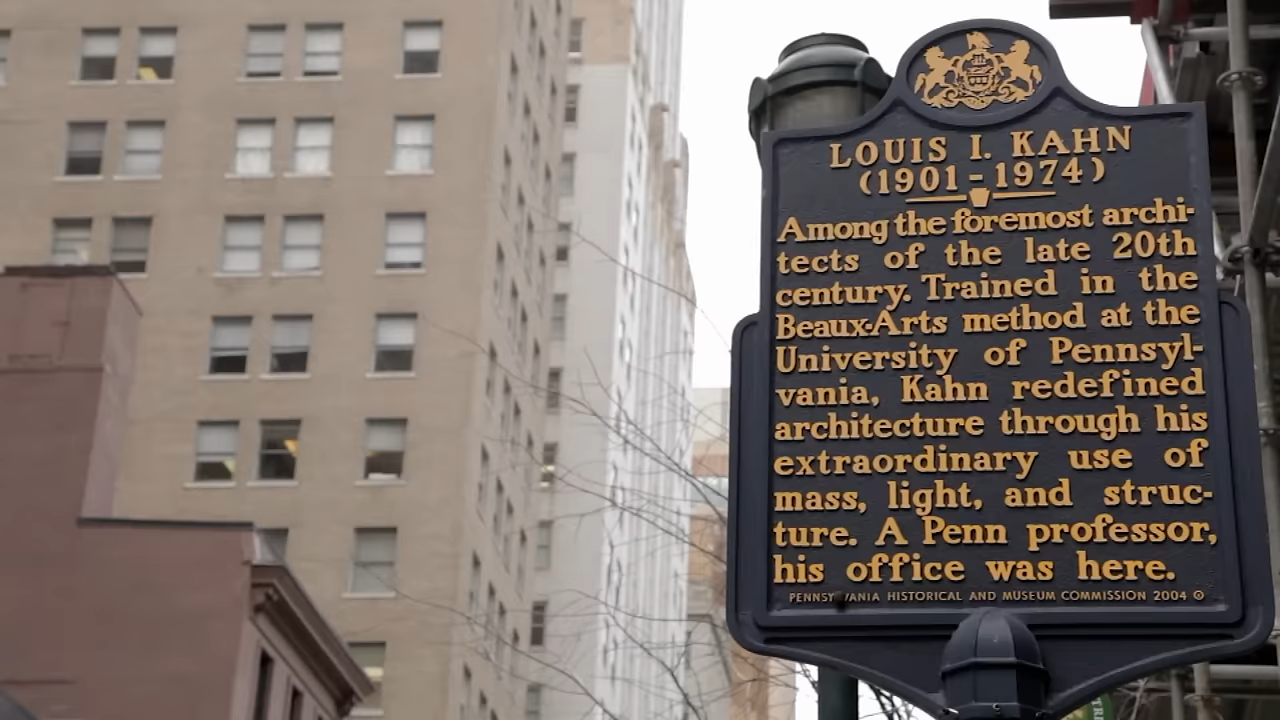 LOUIS I. KAHN
(1901-1974)
Among the foremost archi-
tects of the late 20th
century. Trained in the
Beaux-Arts method at the
University of Pennsyl-
vania, Kahn redefined
architecture through his
extraordinary use of
mass, light, and struc-
ture. A Penn professor,
his office was here.
PENNSYLVANIA HISTORICAL AND MUSEUM COMMISSION 2004